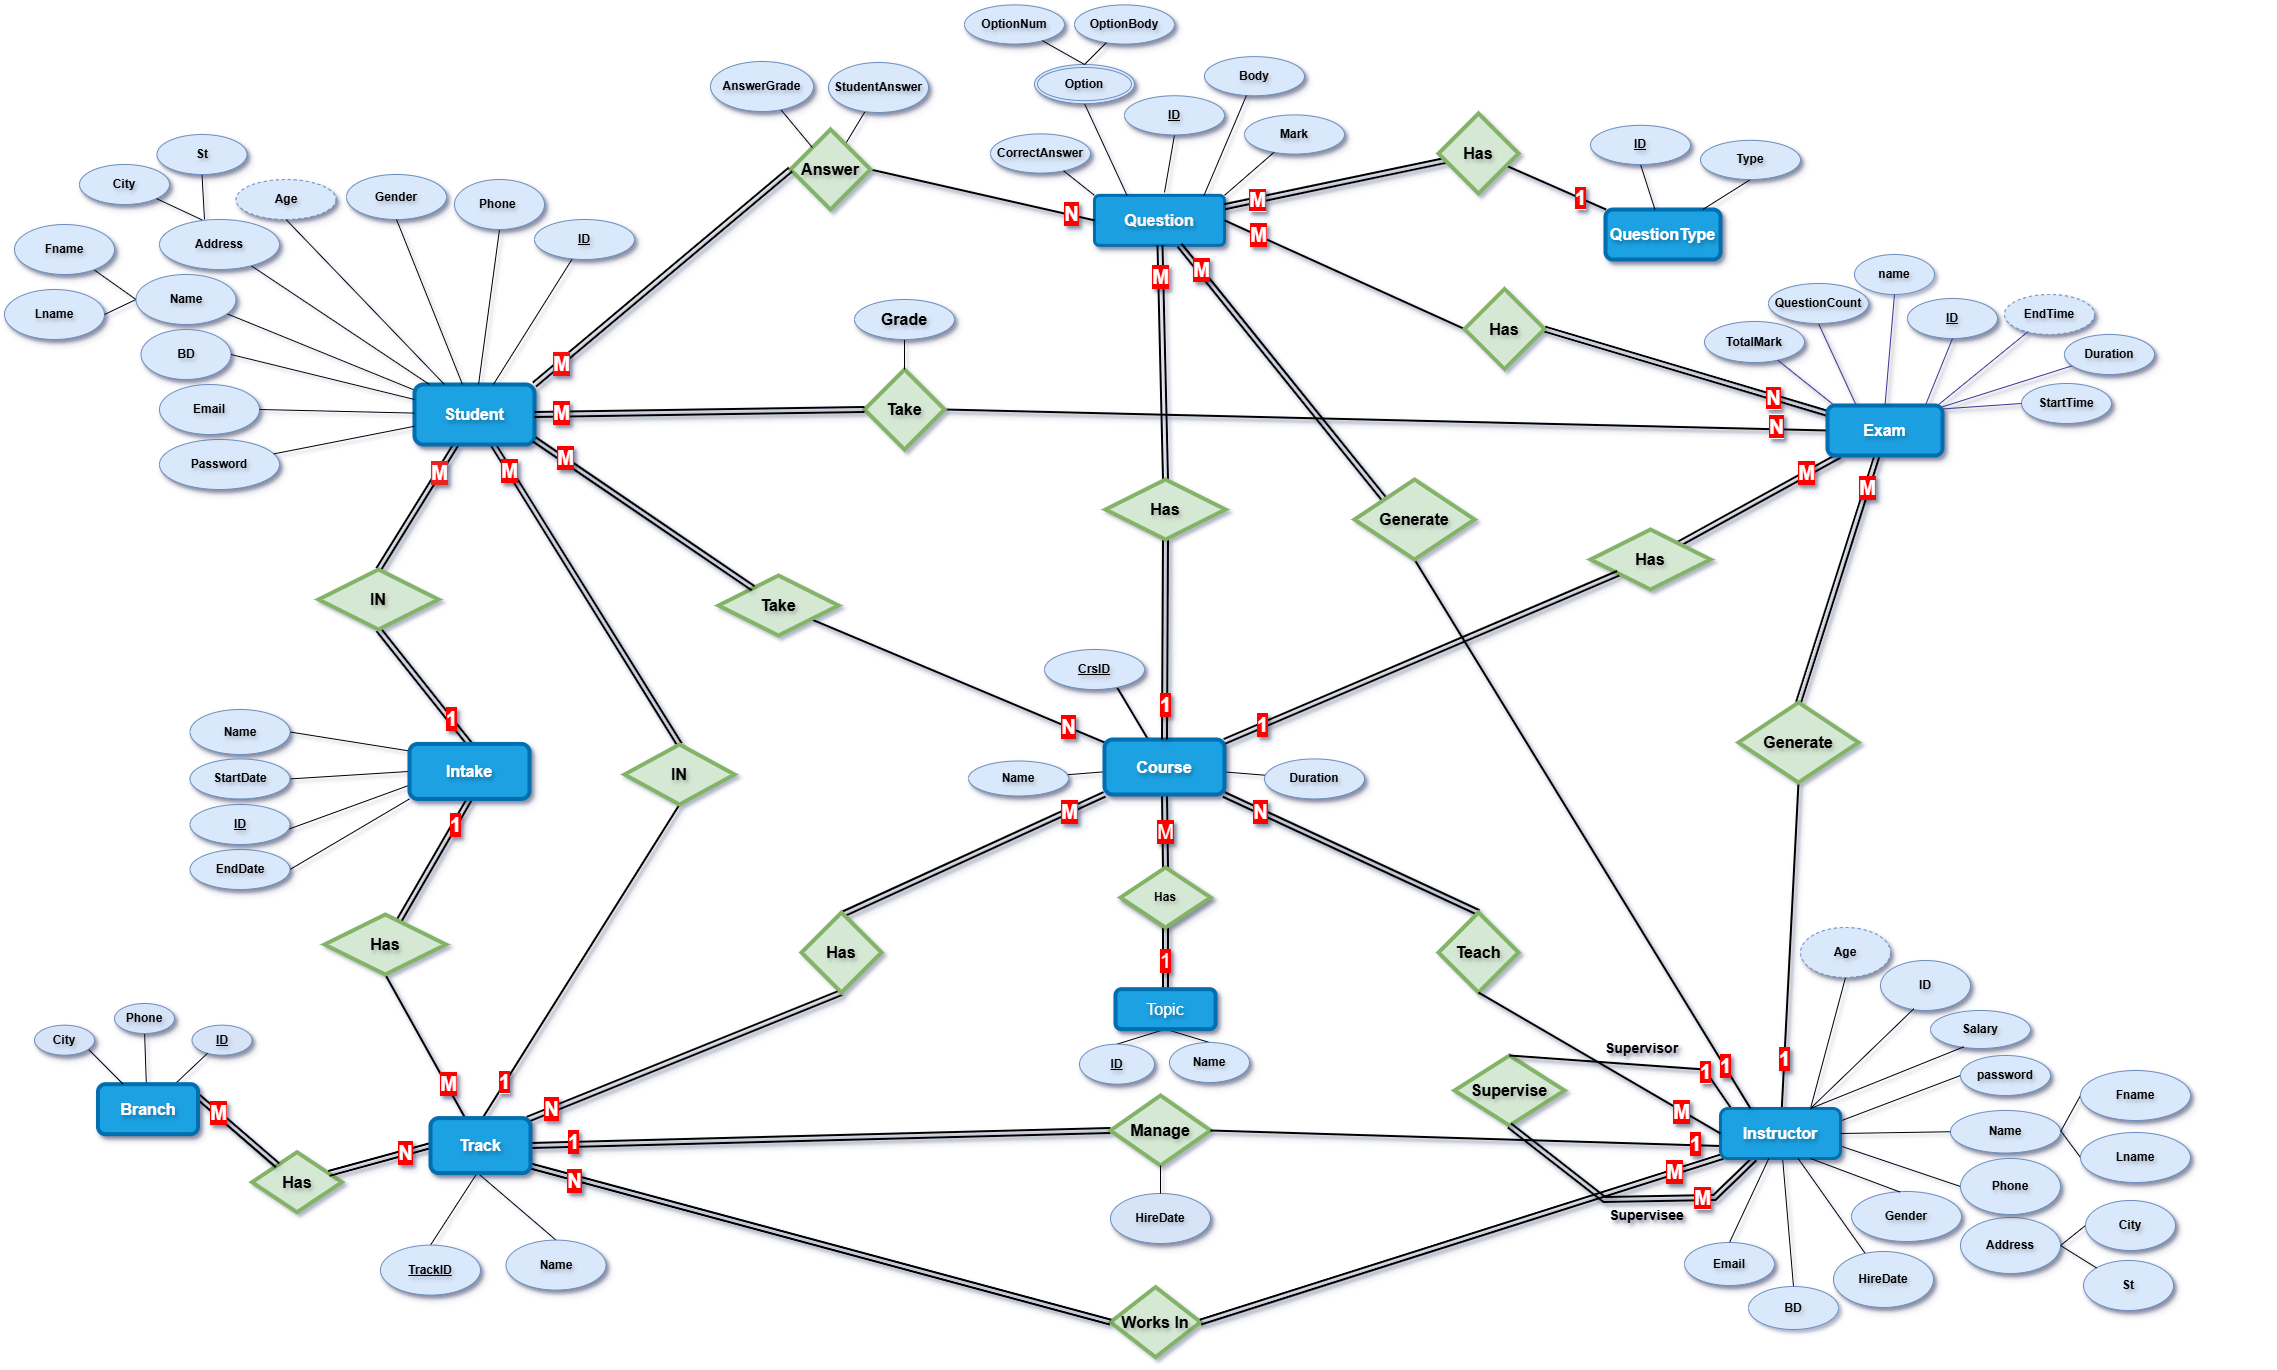 OptionNum
OptionBody
Option
Body
AnswerGrade
StudentAnswer
ID
Mark
CorrectAnswer
Has
ID
Type
St
City
Age
Gender
Phone
ID
Answer
M
1
N
Question
M
QuestionType
Fname
Address
Name
Lname
BD
Email
Password
M
M
M
name
QuestionCount
ID
EndTime
TotalMark
Duration
StartTime
Has
Grade
M
Student
M
Take
N
N
Exam
M
M
M
M
M
Has
Generate
Has
IN
Take
CrsID
1
1
N
1
Generate
Name
StartDate
ID
EndDate
Intake
IN
Name
Course
Duration
1
M
M
N
Has
Has
Has
Teach
1
Topic
ID
Name
Age
ID
Salary
password
Name
Fname
Lname
Phone
Gender
Address
City
St
Email
HireDate
BD
City
Phone
ID
Branch
M
Has
N
M
1
N
Track
1
N
TrackID
Name
Manage
HireDate
Works In
Supervisor
Supervise
Supervisee
1
1
1
M
1
M
M
Instructor